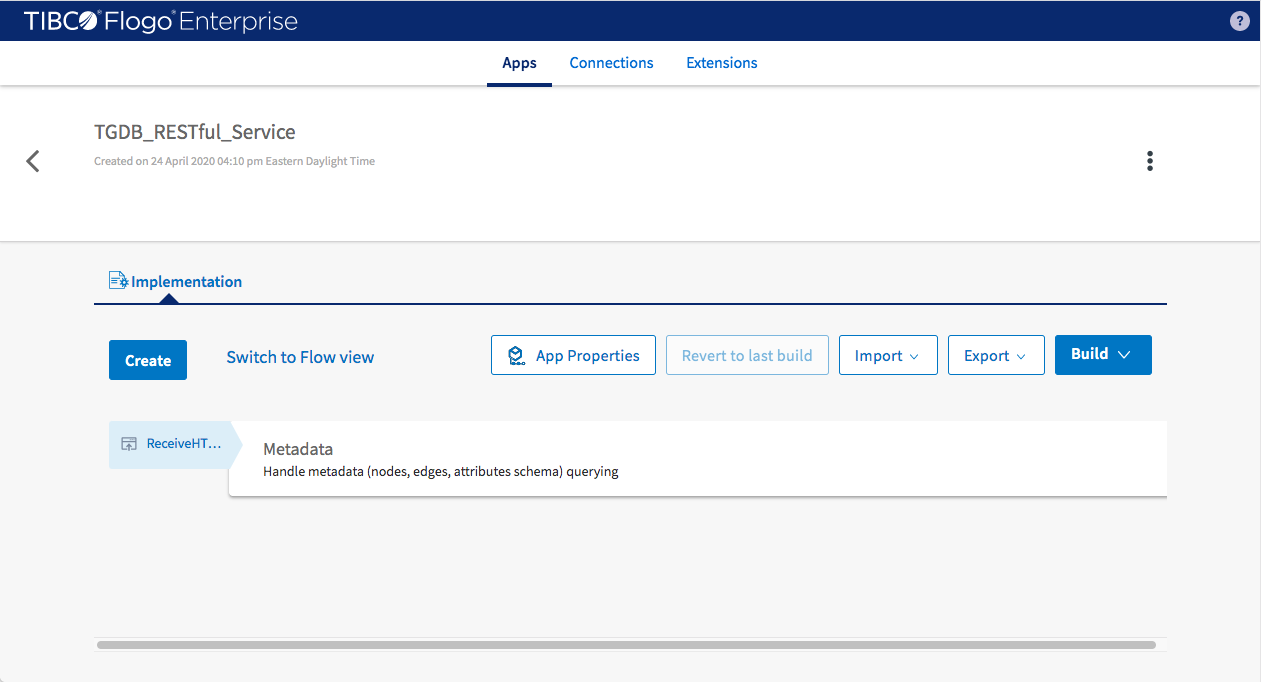 TIBCO® Flogo® Enterprise
?
Apps Connections Extensions
TGDB_RESTful_Service
Created on 24 April 2020 04:10 pm Eastern Daylight Time
Implementation
Create Switch to Flow view App Properties Revert to last build Import Export Build
ReceiveHT... Metadata
Handle metadata (nodes, edges, attributes schema) querying